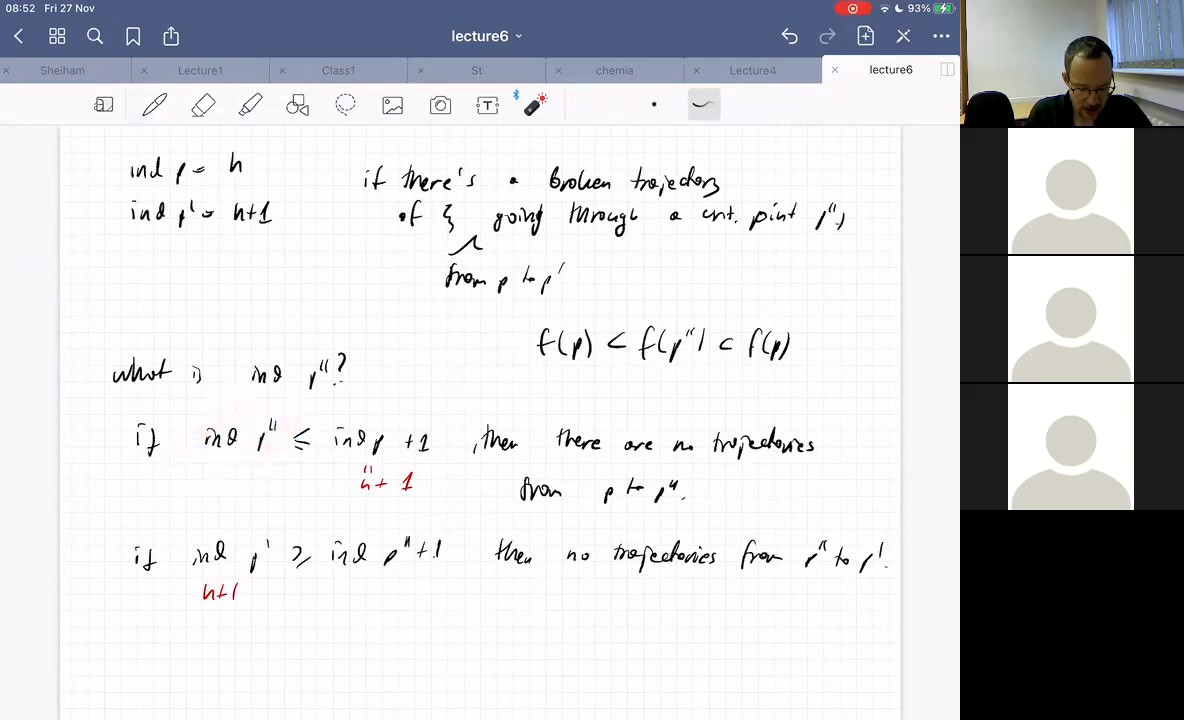 08:52 Fri 27 Nov
93%
lecture6
Sheiham
Lecture1
Class1
St
chemia
Lecture4
lecture6
ind p = n
ind p' = n+1
if there's a broken trajectory
of ξ going through a crit. point p'',
from p to p'
f(p) < f(p'') < f(p)
what is ind p''?
if ind p'' ≤ ind p + 1, then there are no trajectories
n + 1
from p to p''.
if ind p' ≥ ind p'' + 1 then no trajectories from p'' to p'.
n+1